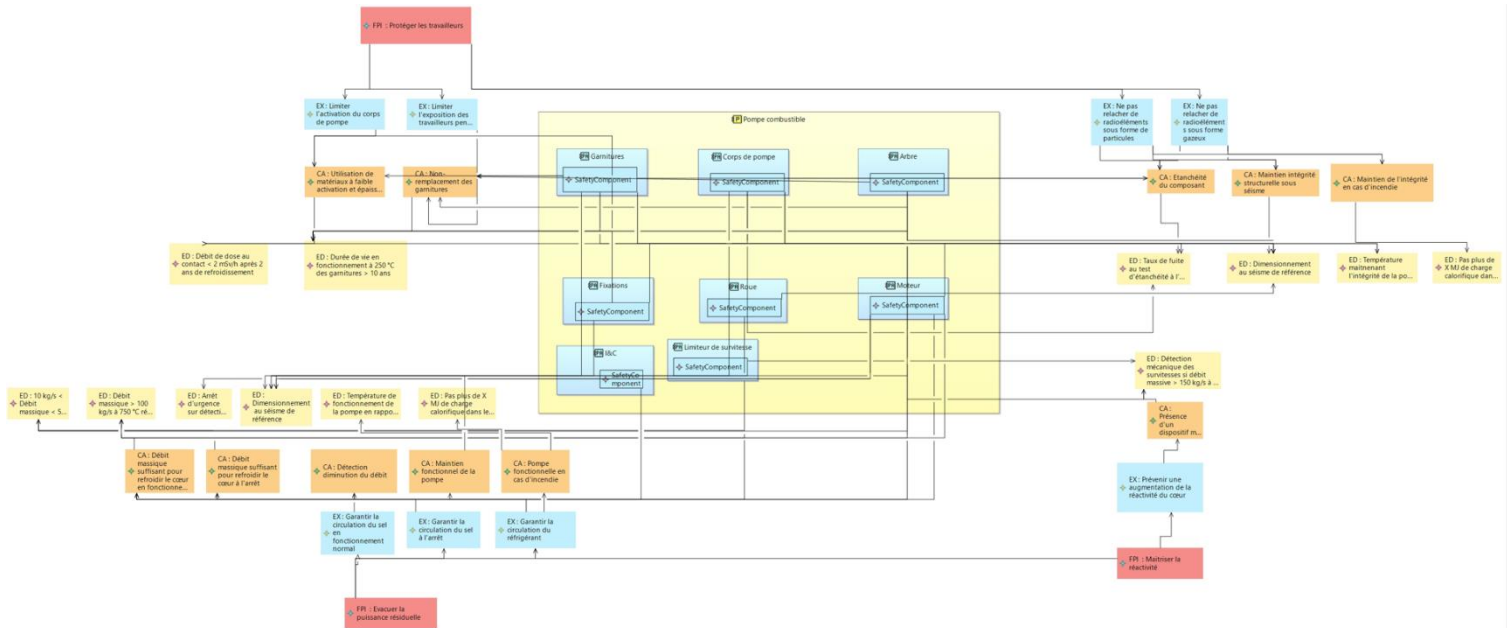 FPI : Protéger les travailleurs
EX : Limiter
l'activation du corps
de pompe
EX : Limiter
l'exposition des
travailleurs pen...
EX : Ne pas
relacher de
radioéléments
sous forme de
particules
EX : Ne pas
relacher de
radioélément
s sous forme
gazeux
Pompe combustible
Garnitures
SafetyComponent
Corps de pompe
SafetyComponent
Arbre
SafetyComponent
CA : Utilisation de
matériaux à faible
activation et épaiss...
CA : Non-
remplacement des
garnitures
CA : Etanchéité
du composant
CA : Maintien intégrité
structurelle sous
séisme
CA : Maintien de l'intégrité
en cas d'incendie
ED : Débit de dose au
contact < 2 mSv/h après 2
ans de refroidissement
ED : Durée de vie en
fonctionnement à 250 °C
des garnitures > 10 ans
ED : Taux de fuite
au test
d'étanchéité à l'...
ED : Dimensionnement
au séisme de référence
ED : Température
maitnenant
l'intégrité de la po...
ED : Pas plus de
X MJ de charge
calorifique dan...
Fixations
SafetyComponent
Roue
SafetyComponent
Moteur
SafetyComponent
I&C
SafetyCo
mponent
Limiteur de survitesse
SafetyComponent
ED : Détection
mécanique des
survitesses si débit
massive > 150 kg/s à ...
ED : 10 kg/s <
Débit
massique < 5...
ED : Débit
massique > 100
kg/s à 750 °C ré...
ED : Arrêt
d'urgence
sur détecti...
ED :
Dimensionnement
au séisme de
référence
ED : Température de
fonctionnement de
la pompe en rappo...
ED : Pas plus de X
MJ de charge
calorifique dans le...
CA :
Présence
d'un
dispositif m...
CA : Débit
massique
suffisant pour
refroidir le cœur
en fonctionne...
CA : Débit
massique suffisant
pour refroidir le
cœur à l'arrêt
CA : Détection
diminution du débit
CA : Maintien
fonctionnel de la
pompe
CA : Pompe
fonctionnelle en
cas d'incendie
EX : Prévenir une
augmentation de la
réactivité du cœur
EX : Garantir la
circulation du sel
en
fonctionnement
normal
EX : Garantir la
circulation du sel
à l'arrêt
EX : Garantir la
circulation du
réfrigérant
FPI : Maitriser la
réactivité
FPI : Evacuer la
puissance résiduelle